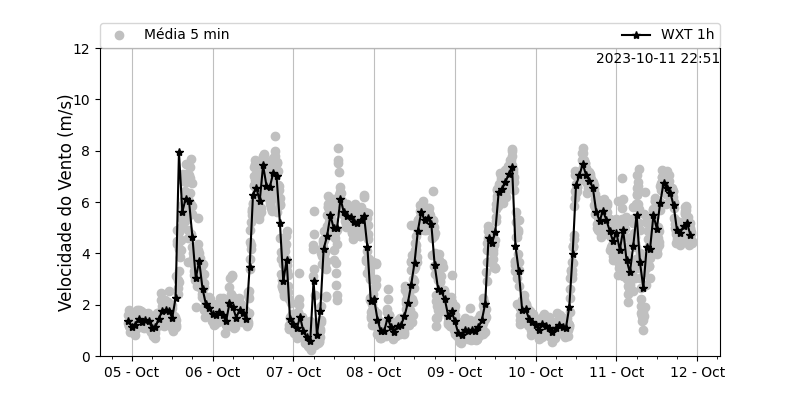 Média 5 min
WXT 1h
2023-10-11 22:51
Velocidade do Vento (m/s)
12
10
8
6
4
2
0
05 - Oct
06 - Oct
07 - Oct
08 - Oct
09 - Oct
10 - Oct
11 - Oct
12 - Oct